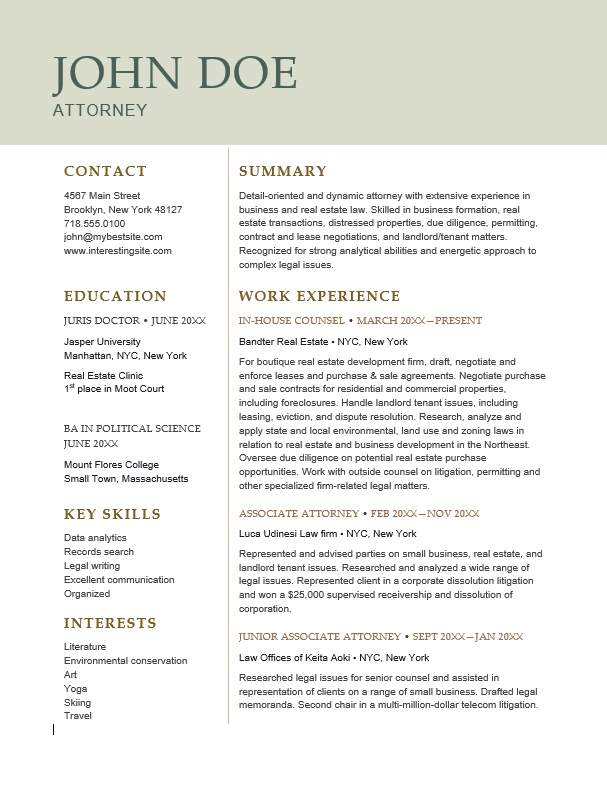 JOHN DOE
ATTORNEY
CONTACT
4567 Main Street
Brooklyn, New York 48127
718.555.0100
john@mybestsite.com
www.interestingsite.com
EDUCATION
JURIS DOCTOR • JUNE 20XX
Jasper University
Manhattan, NYC, New York
Real Estate Clinic
1st place in Moot Court
BA IN POLITICAL SCIENCE
JUNE 20XX
Mount Flores College
Small Town, Massachusetts
KEY SKILLS
Data analytics
Records search
Legal writing
Excellent communication
Organized
INTERESTS
Literature
Environmental conservation
Art
Yoga
Skiing
Travel
SUMMARY
Detail-oriented and dynamic attorney with extensive experience in
business and real estate law. Skilled in business formation, real
estate transactions, distressed properties, due diligence, permitting,
contract and lease negotiations, and landlord/tenant matters.
Recognized for strong analytical abilities and energetic approach to
complex legal issues.
WORK EXPERIENCE
IN-HOUSE COUNSEL • MARCH 20XX—PRESENT
Bandter Real Estate • NYC, New York
For boutique real estate development firm, draft, negotiate and
enforce leases and purchase & sale agreements. Negotiate purchase
and sale contracts for residential and commercial properties,
including foreclosures. Handle landlord tenant issues, including
leasing, eviction, and dispute resolution. Research, analyze and
apply state and local environmental, land use and zoning laws in
relation to real estate and business development in the Northeast.
Oversee due diligence on potential real estate purchase
opportunities. Work with outside counsel on litigation, permitting and
other specialized firm-related legal matters.
ASSOCIATE ATTORNEY • FEB 20XX—NOV 20XX
Luca Udinesi Law firm • NYC, New York
Represented and advised parties on small business, real estate, and
landlord tenant issues. Researched and analyzed a wide range of
legal issues. Represented client in a corporate dissolution litigation
and won a $25,000 supervised receivership and dissolution of
corporation.
JUNIOR ASSOCIATE ATTORNEY • SEPT 20XX—JAN 20XX
Law Offices of Keita Aoki • NYC, New York
Researched legal issues for senior counsel and assisted in
representation of clients on a range of small business. Drafted legal
memoranda. Second chair in a multi-million-dollar telecom litigation.